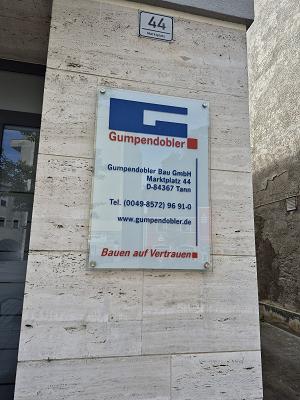 44
Marktplatz
Gumpendobler
Gumpendobler Bau GmbH
Marktplatz 44
D-84367 Tann
Tel. (0049-8572) 96 91-0
www.gumpendobler.de
Bauen auf Vertrauen